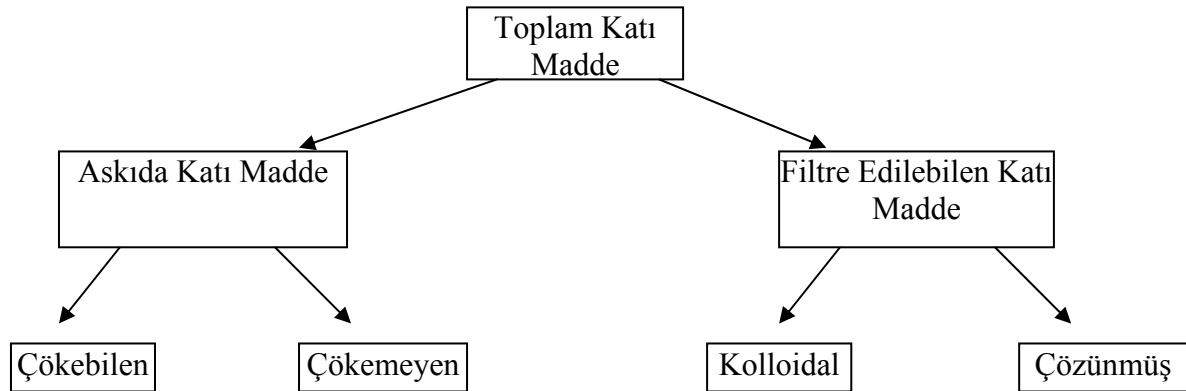 Toplam Katı
Madde
Askıda Katı Madde
Filtre Edilebilen Katı
Madde
Çökebilen
Çökemeyen
Kolloidal
Çözünmüş